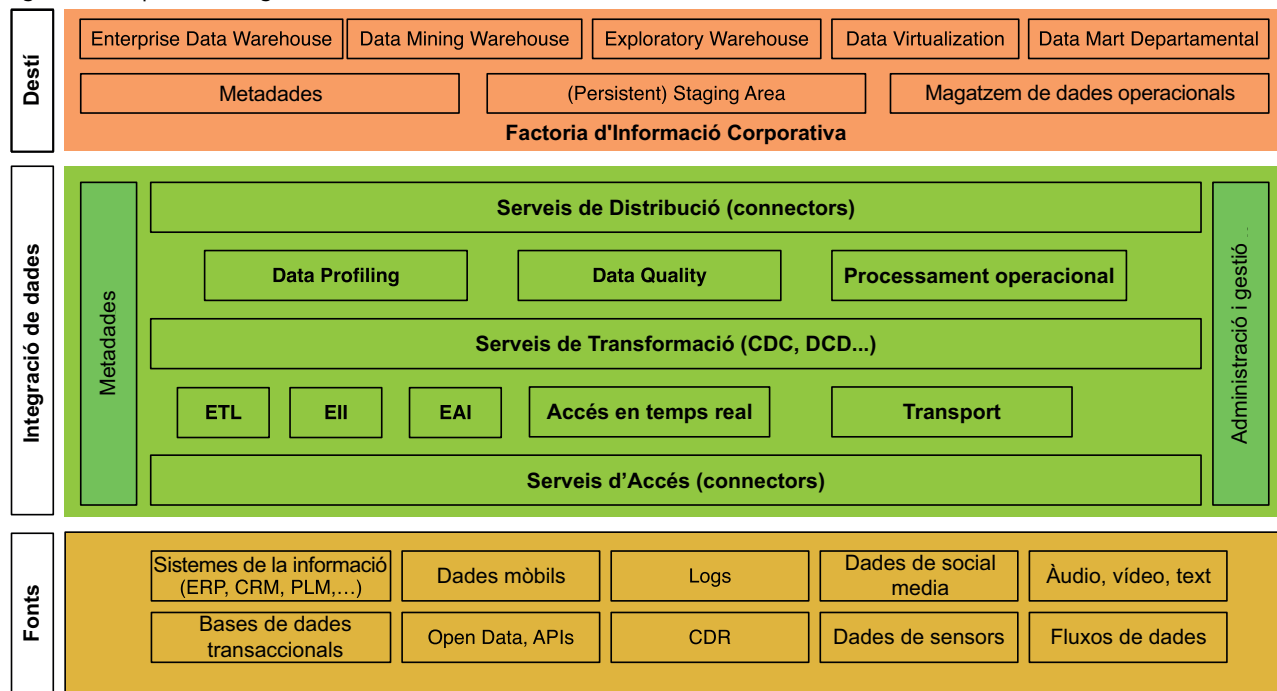 Destí
Enterprise Data Warehouse
Data Mining Warehouse
Exploratory Warehouse
Data Virtualization
Data Mart Departamental
Metadades
(Persistent) Staging Area
Magatzem de dades operacionals
Factoria d'Informació Corporativa
Integració de dades
Metadades
Serveis de Distribució (connectors)
Data Profiling
Data Quality
Processament operacional
Serveis de Transformació (CDC, DCD...)
ETL
EII
EAI
Accés en temps real
Transport
Serveis d’Accés (connectors)
Administració i gestió ...
Fonts
Sistemes de la informació
(ERP, CRM, PLM,…)
Dades mòbils
Logs
Dades de social
media
Àudio, vídeo, text
Bases de dades
transaccionals
Open Data, APIs
CDR
Dades de sensors
Fluxos de dades